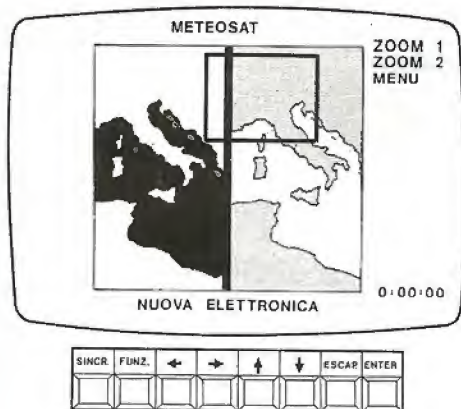 METEOSAT
ZOOM 1
ZOOM 2
MENU
0:00:00
NUOVA ELETTRONICA
SINCR. FUNZ. ← → ↑ ↓ ESCAP. ENTER